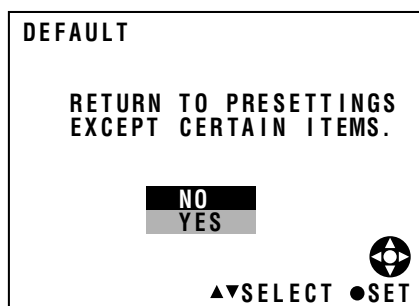 DEFAULT
RETURN TO PRESETTINGS
EXCEPT CERTAIN ITEMS.
NO
YES
▲▼SELECT ●SET